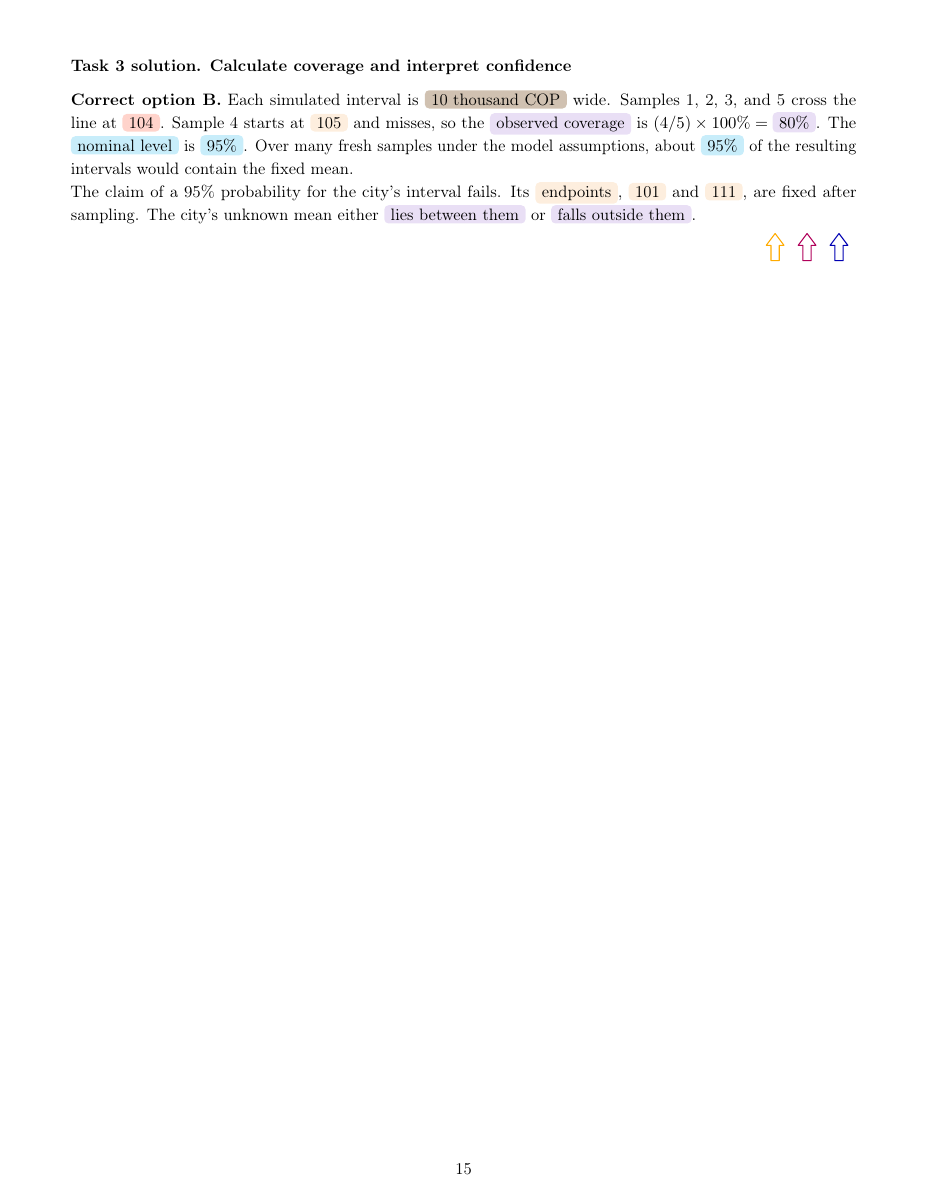 Task 3 solution. Calculate coverage and interpret confidence
Correct option B. Each simulated interval is 10 thousand COP wide. Samples 1, 2, 3, and 5 cross the
line at 104. Sample 4 starts at 105 and misses, so the observed coverage is (4/5) × 100% = 80%. The
nominal level is 95%. Over many fresh samples under the model assumptions, about 95% of the resulting
intervals would contain the fixed mean.
The claim of a 95% probability for the city's interval fails. Its endpoints, 101 and 111, are fixed after
sampling. The city's unknown mean either lies between them or falls outside them.
15